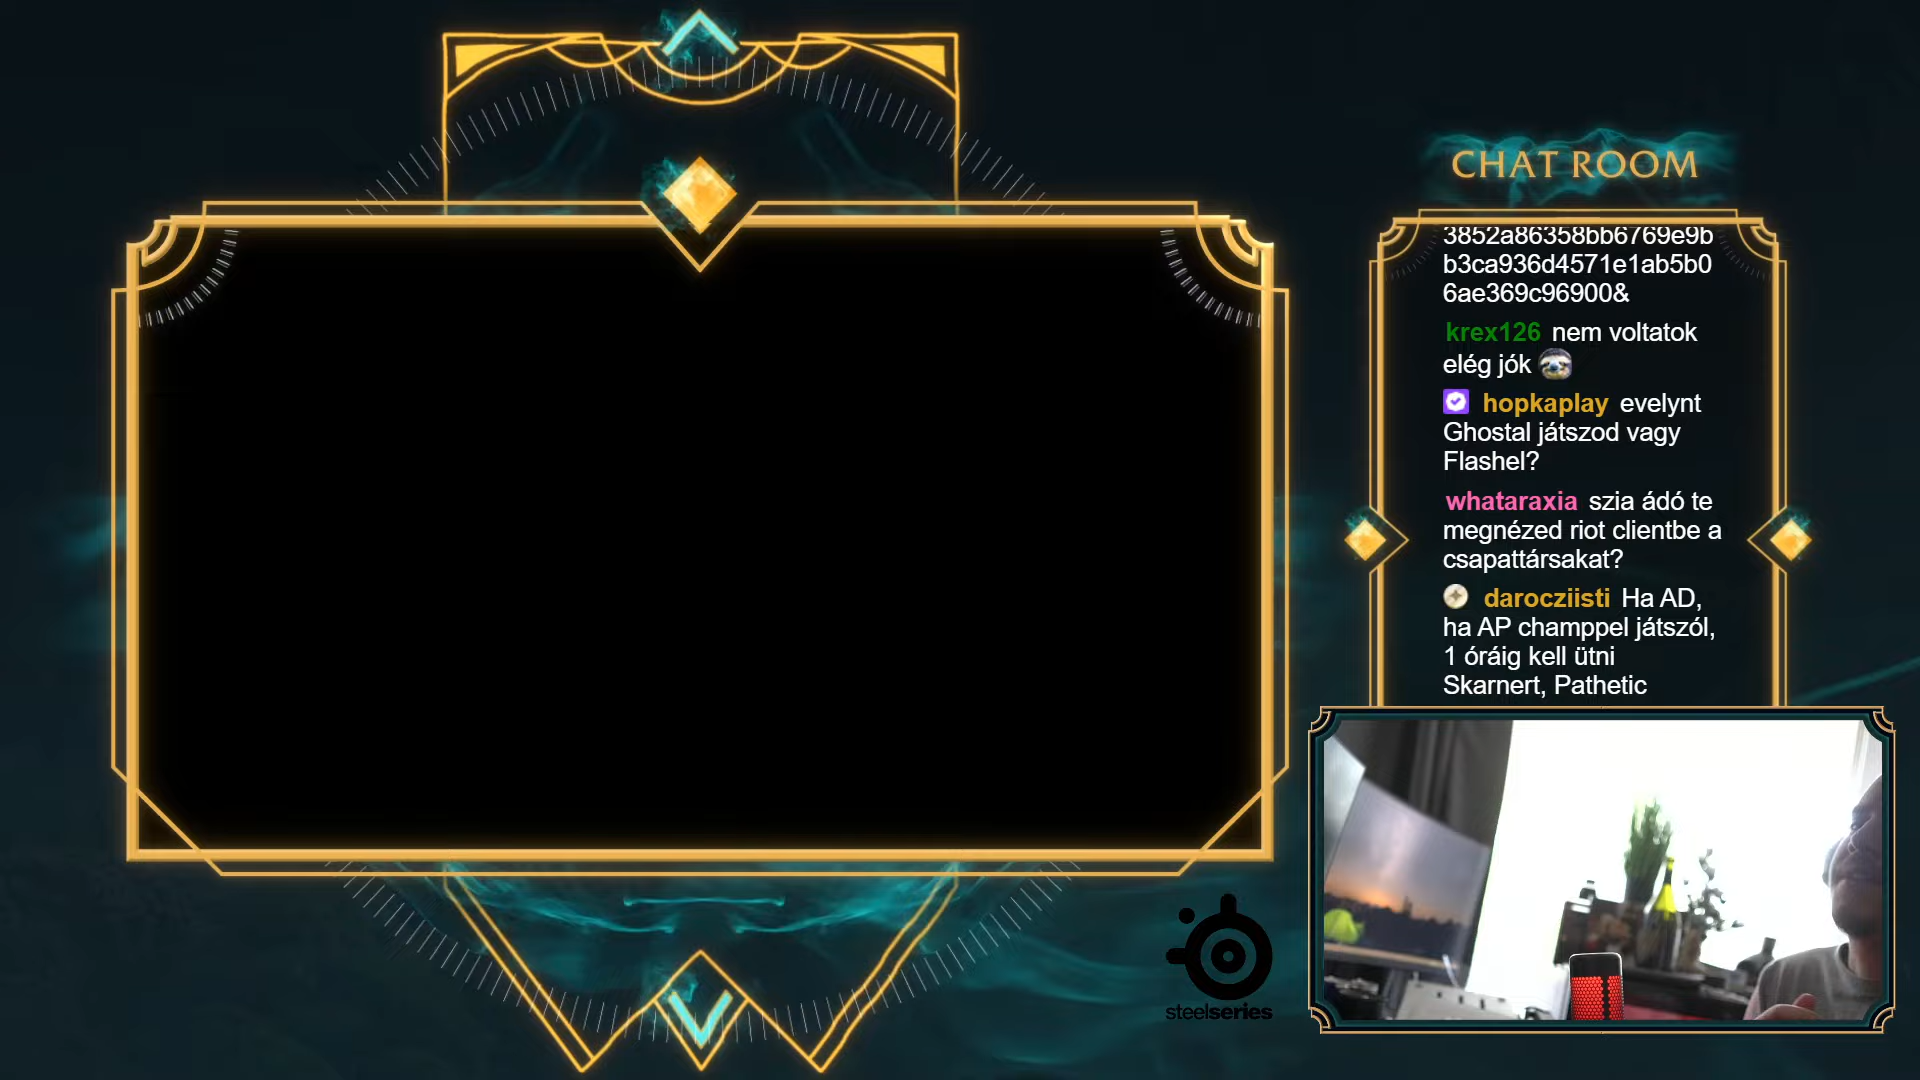 CHAT ROOM
3852a86358bb6769e9b
b3ca936d4571e1ab5b0
6ae369c96900&
krex126 nem voltatok
elég jók
hopkaplay evelynt
Ghostal játszod vagy
Flashel?
whataraxia szia ádó te
megnézed riot clientbe a
csapattársakat?
darocziisti Ha AD,
ha AP champpel játszól,
1 óráig kell ütni
Skarnert, Pathetic
steelseries